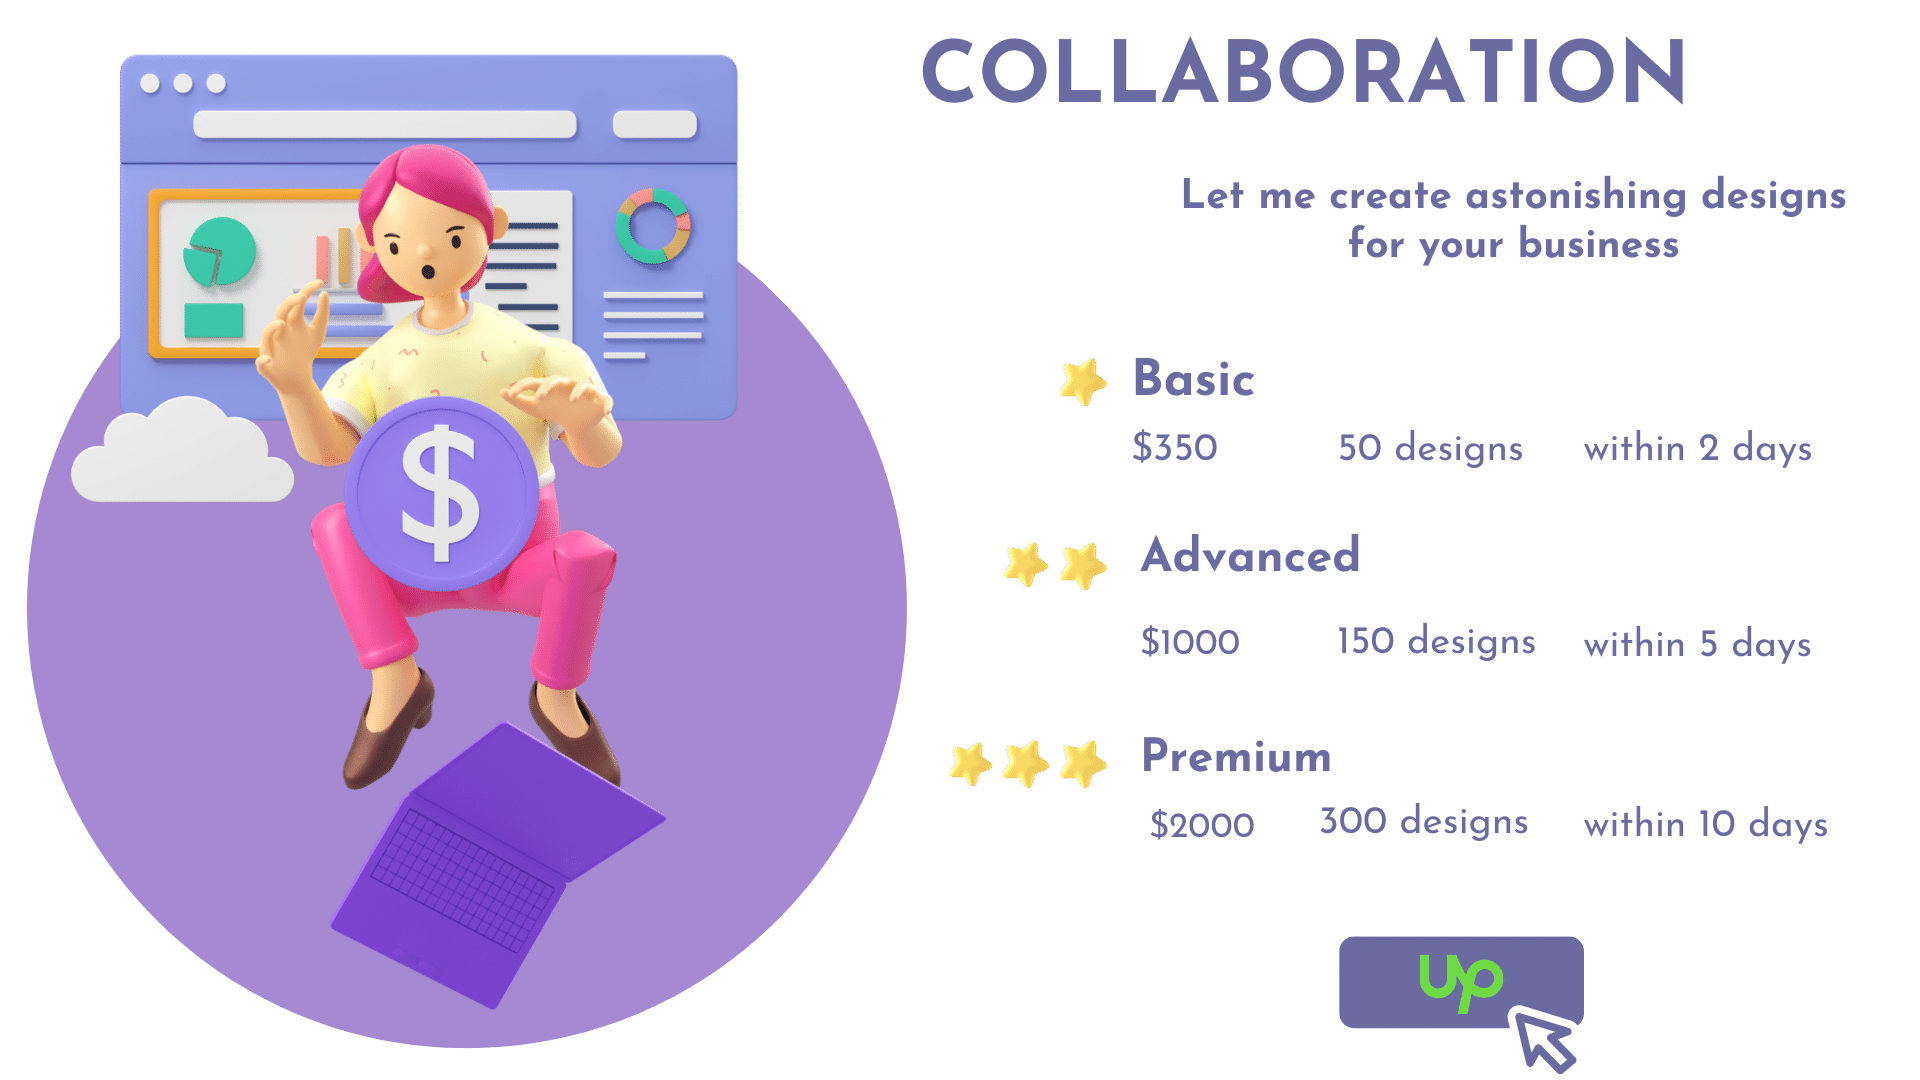 COLLABORATION
Let me create astonishing designs
for your business
Basic
$350 50 designs within 2 days
Advanced
$1000 150 designs within 5 days
Premium
$2000 300 designs within 10 days
up
$